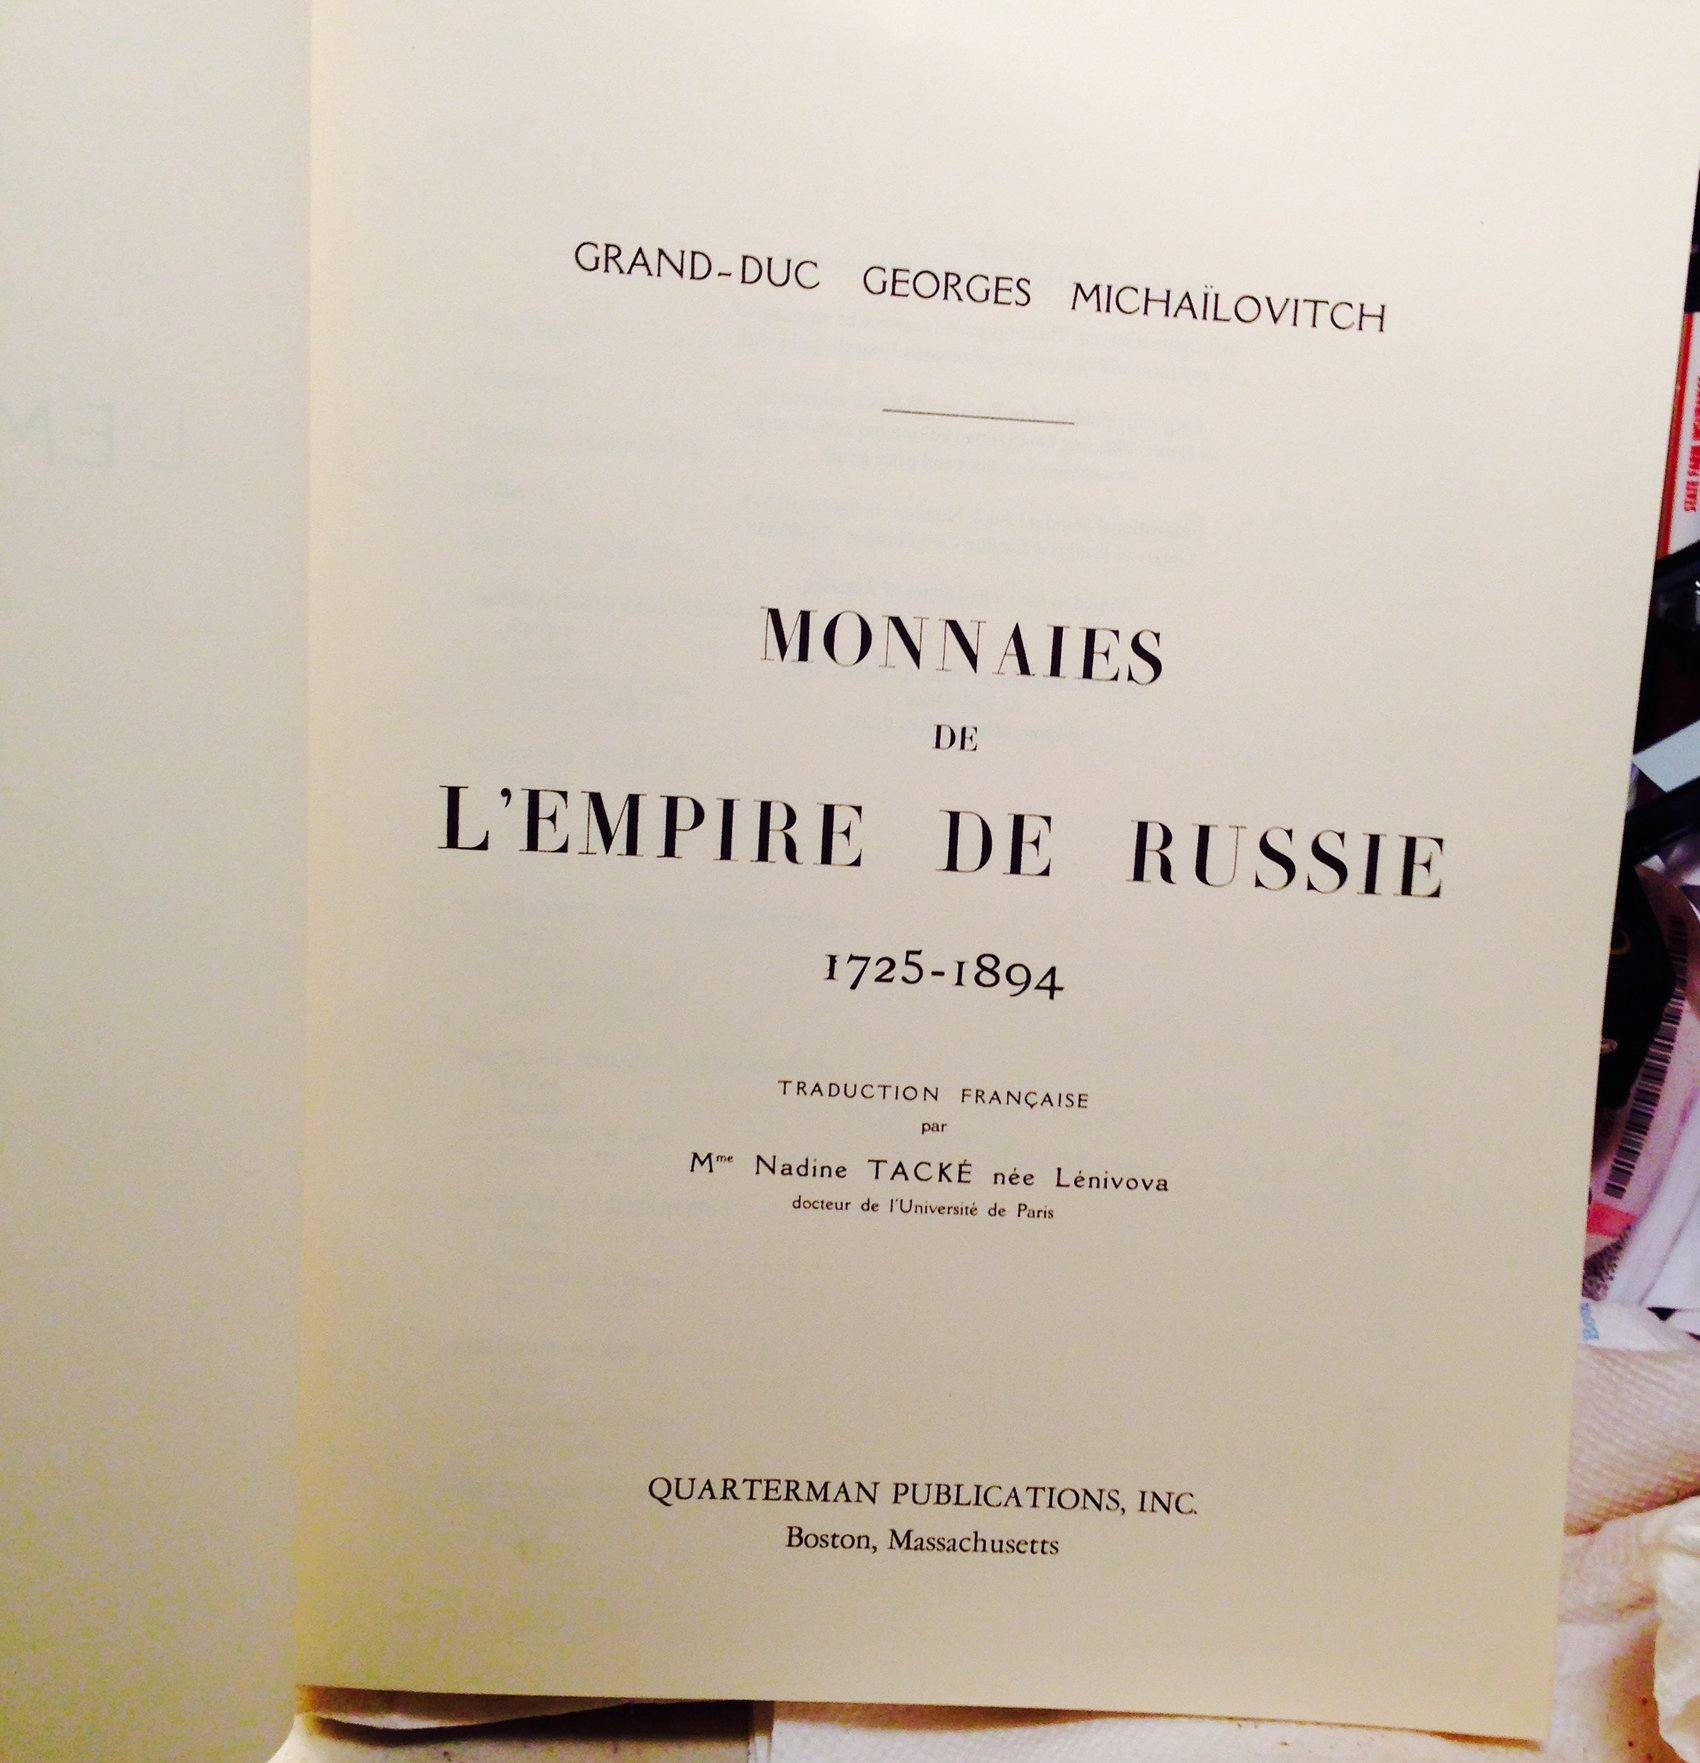 GRAND-DUC GEORGES MICHAÏLOVITCH
MONNAIES
DE
L'EMPIRE DE RUSSIE
1725-1894
TRADUCTION FRANÇAISE
par
Mme Nadine TACKÉ née Lénivova
docteur de l'Université de Paris
QUARTERMAN PUBLICATIONS, INC.
Boston, Massachusetts